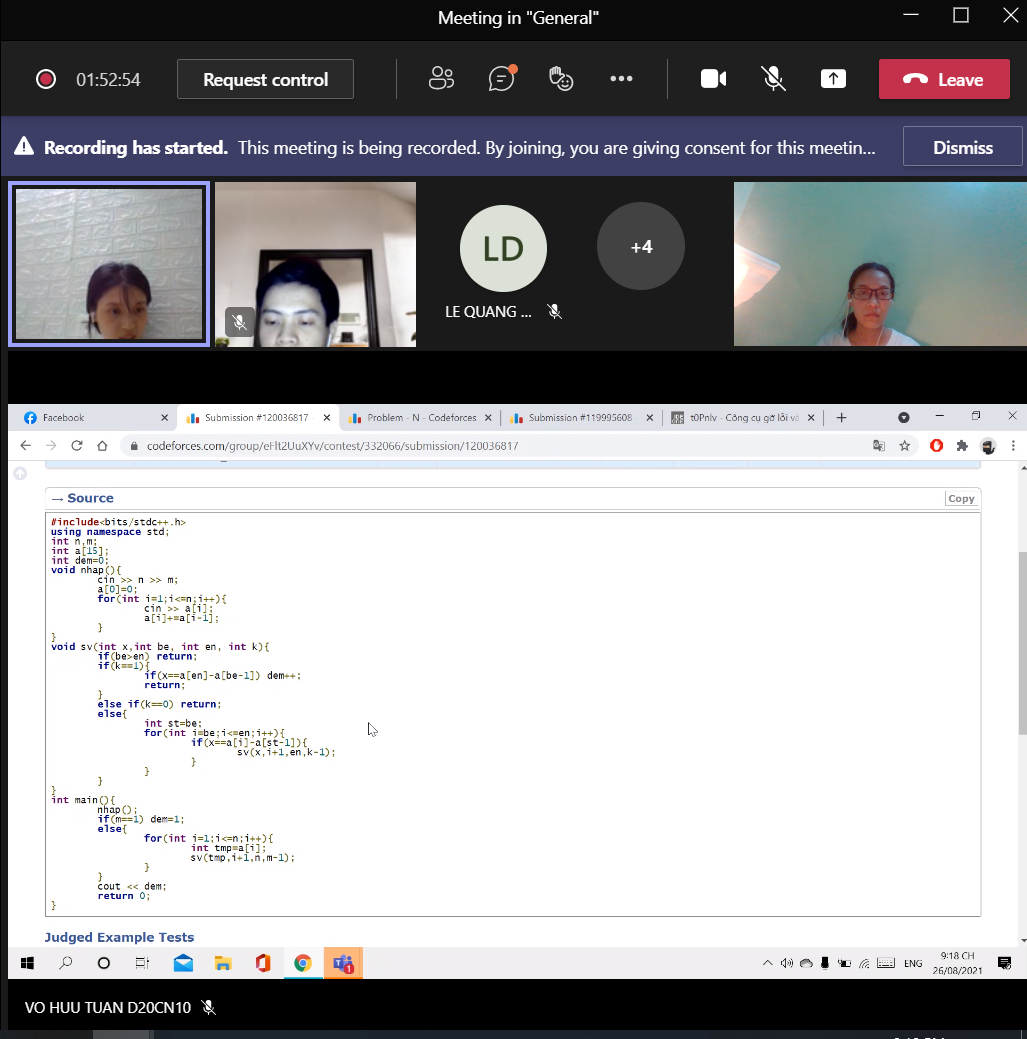 Meeting in "General"
01:52:54
Request control
Leave
Recording has started. This meeting is being recorded. By joining, you are giving consent for this meetin...
Dismiss
LD
+4
LE QUANG ...
Facebook
Submission #120036817
Problem - N - Codeforces
Submission #119995608 -
t0Pnlv - Công cụ gỡ lỗi và
codeforces.com/group/eFlt2UuXYv/contest/332066/submission/120036817
→ Source
Copy
#include<bits/stdc++.h>
using namespace std;
int n,m;
int a[15];
int dem=0;
void nhap(){
cin >> n >> m;
a[0]=0;
for(int i=1;i<=n;i++){
cin >> a[i];
a[i]+=a[i-1];
}
}
void sv(int x,int be, int en, int k){
if(be>en) return;
if(k==1){
if(x==a[en]-a[be-1]) dem++;
return;
}
else if(k==0) return;
else{
int st=be;
for(int i=be;i<=en;i++){
if(x==a[i]-a[st-1]){
sv(x,i+1,en,k-1);
}
}
}
}
int main(){
nhap();
if(m==1) dem=1;
else{
for(int i=1;i<=n;i++){
int tmp=a[i];
sv(tmp,i+1,n,m-1);
}
}
cout << dem;
return 0;
}
Judged Example Tests
1
ENG
9:18 CH
26/08/2021
VO HUU TUAN D20CN10